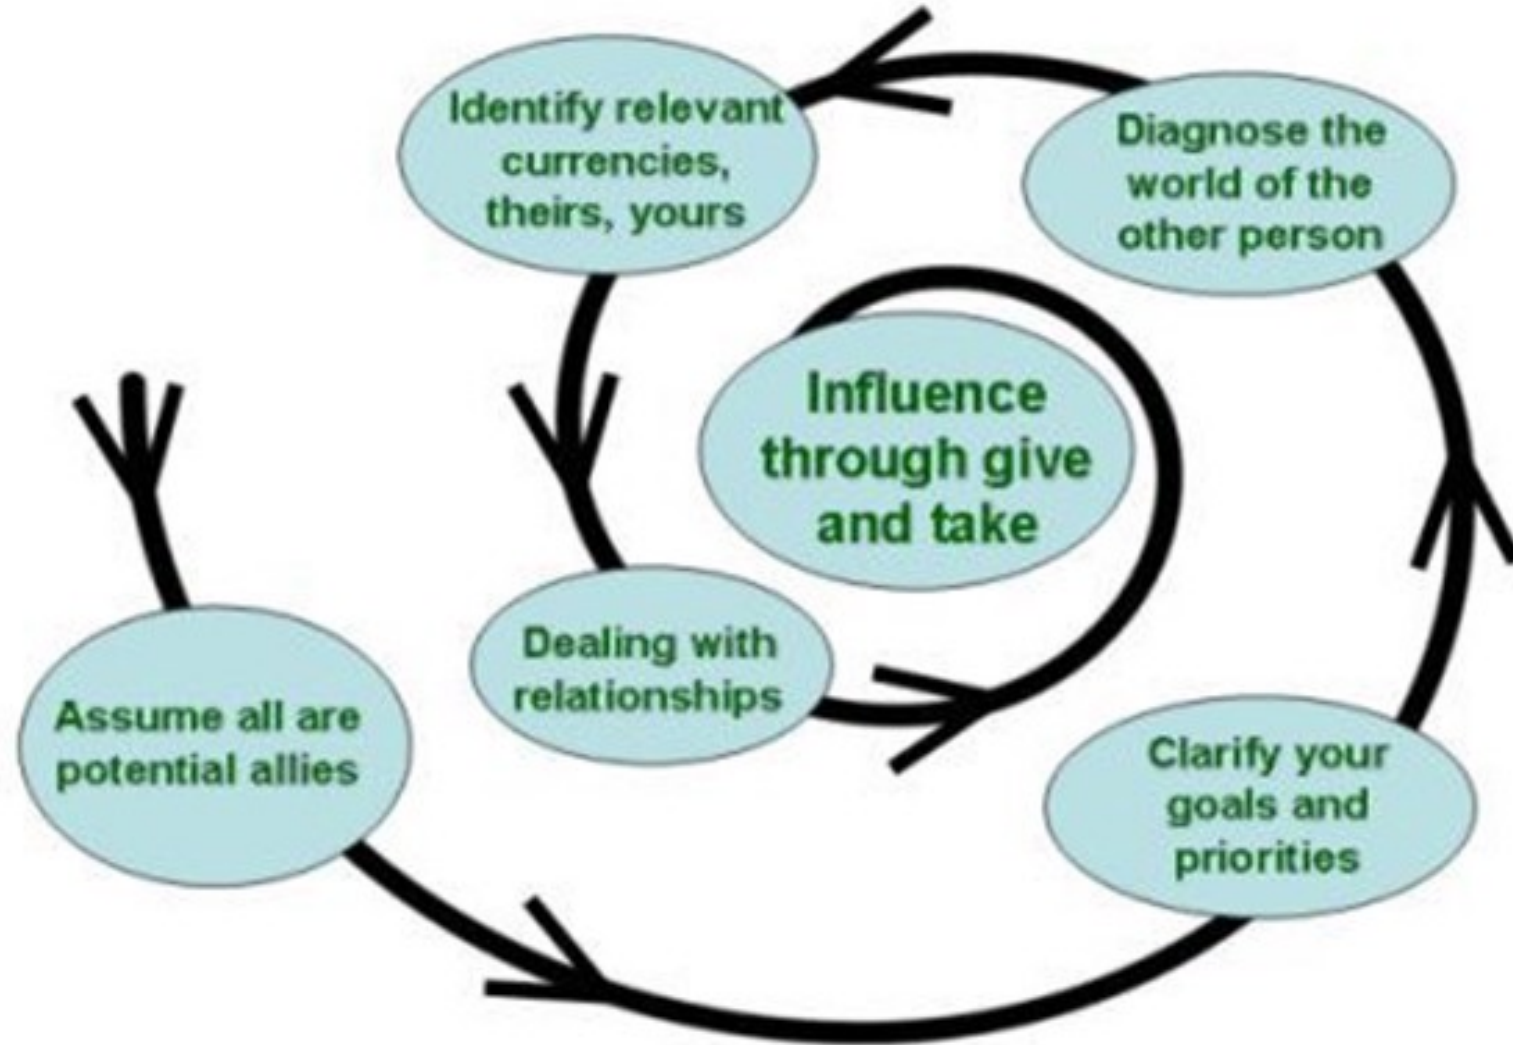 Identify relevant
currencies,
theirs, yours
Diagnose the
world of the
other person
Influence
through give
and take
Dealing with
relationships
Assume all are
potential allies
Clarify your
goals and
priorities